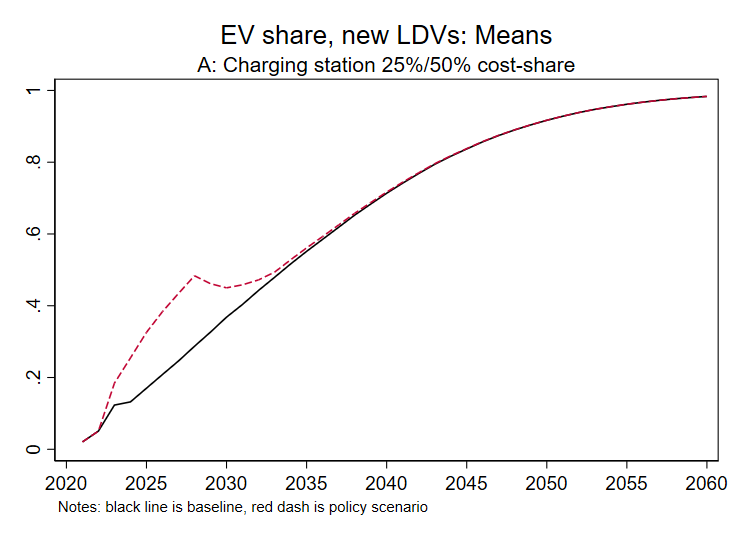 EV share, new LDVs: Means
A: Charging station 25%/50% cost-share
1
.8
.6
.4
.2
0
2020 2025 2030 2035 2040 2045 2050 2055 2060
Notes: black line is baseline, red dash is policy scenario